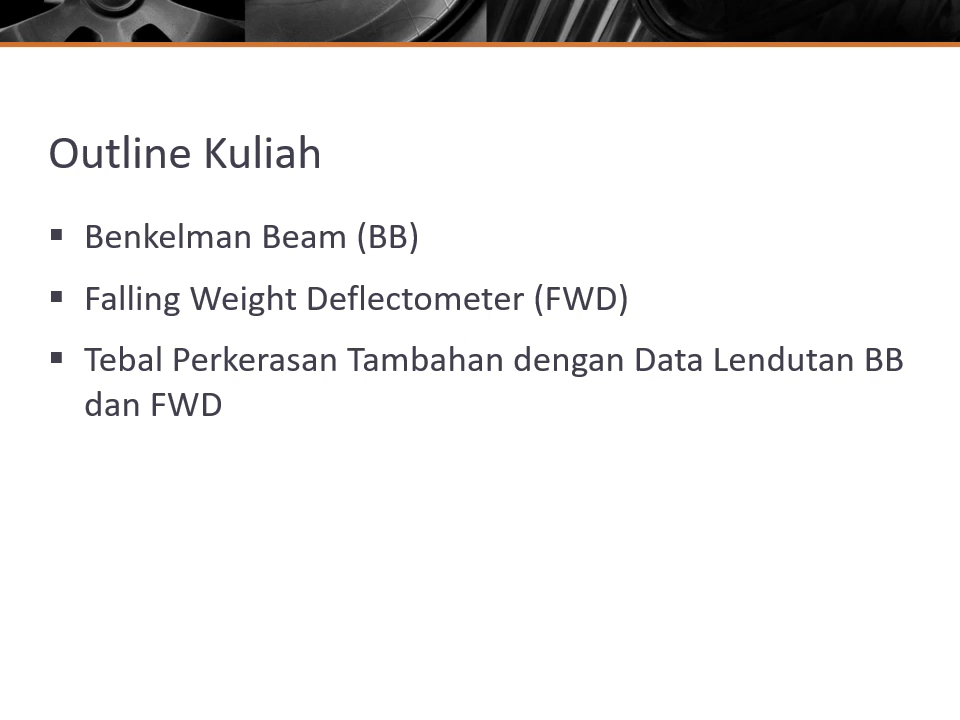 Outline Kuliah
▪ Benkelman Beam (BB)
▪ Falling Weight Deflectometer (FWD)
▪ Tebal Perkerasan Tambahan dengan Data Lendutan BB
dan FWD